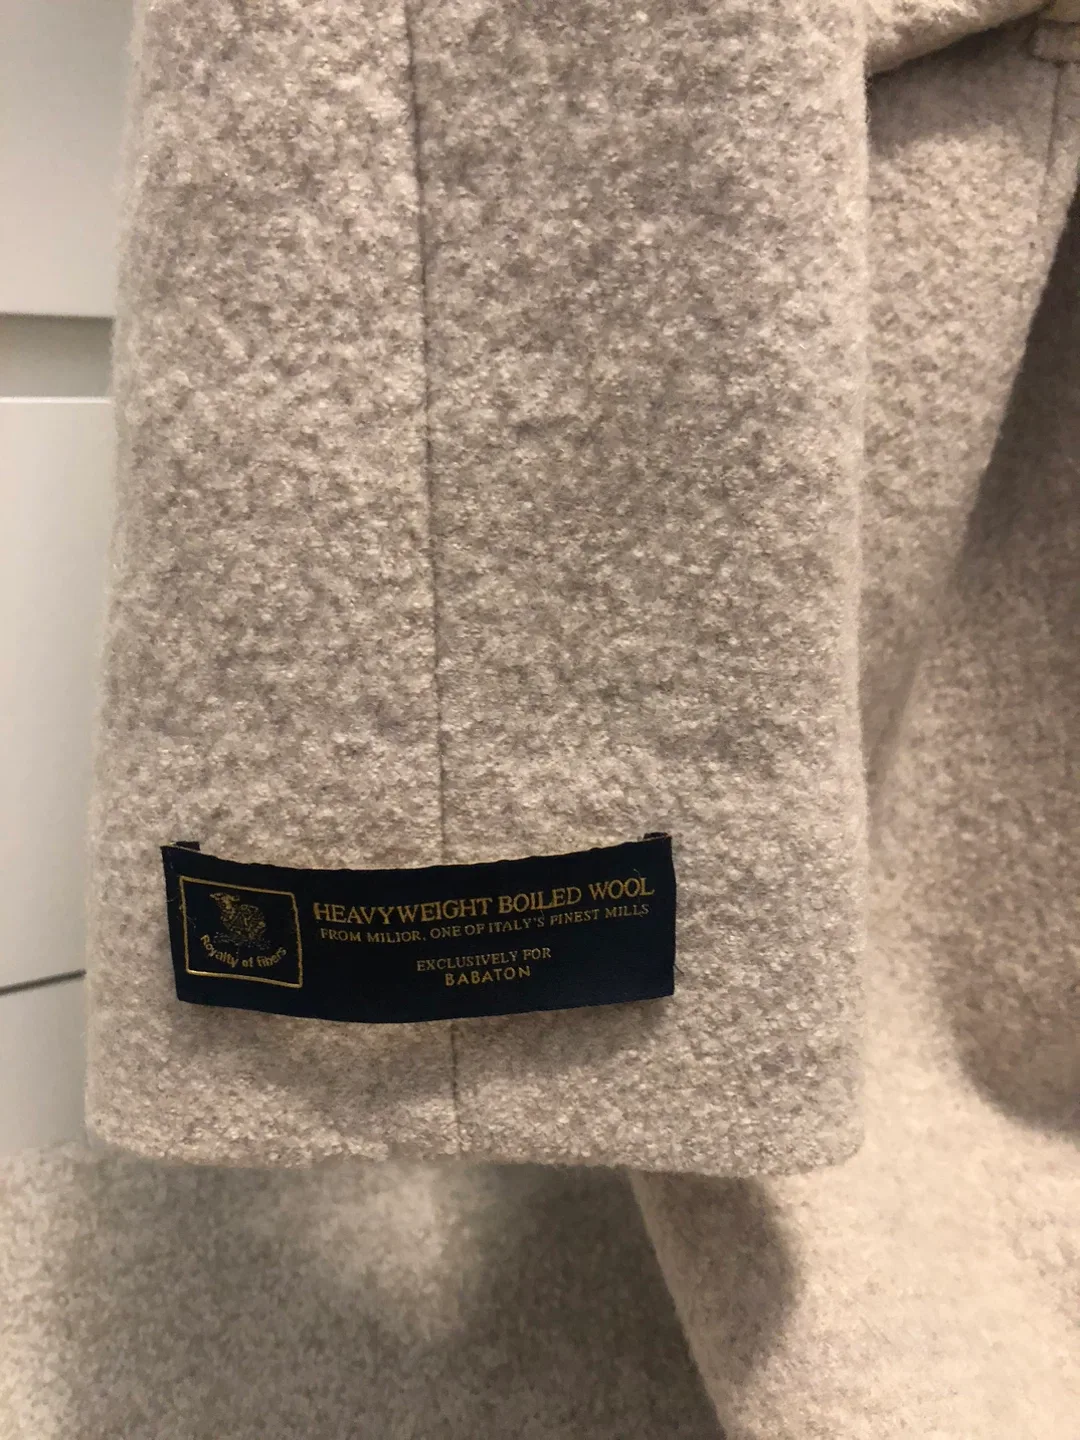 HEAVYWEIGHT BOILED WOOL
FROM MILIOR, ONE OF ITALY'S FINEST MILLS
EXCLUSIVELY FOR
BABATON
Royalty of fibers